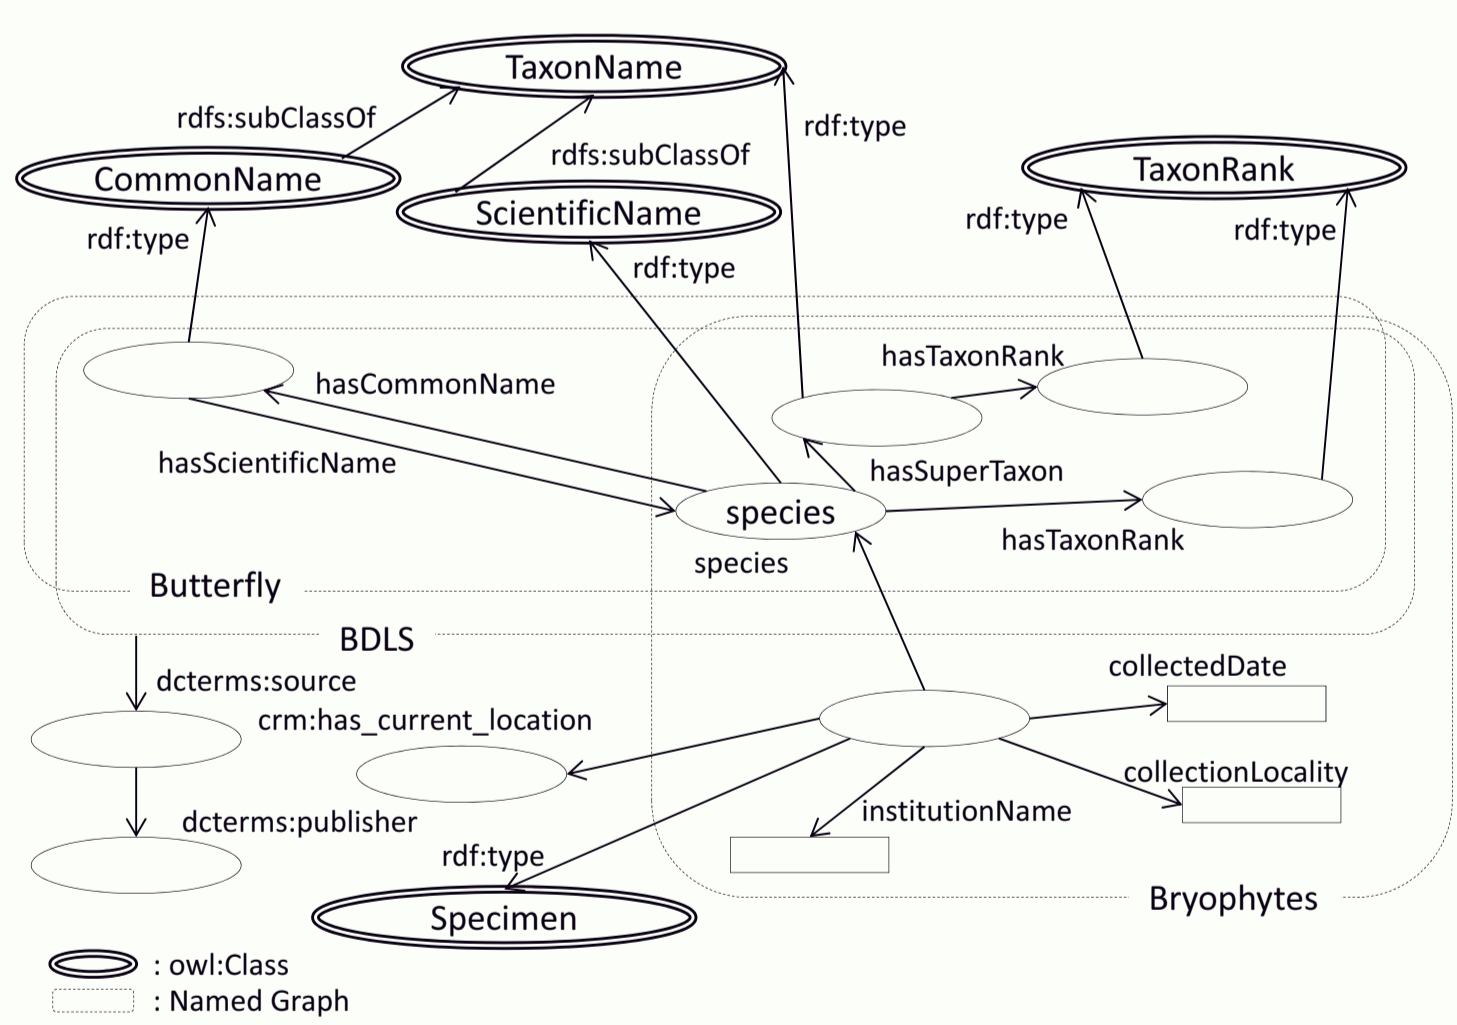 TaxonName
rdfs:subClassOf
rdf:type
rdfs:subClassOf
CommonName
TaxonRank
ScientificName
rdf:type
rdf:type
rdf:type
rdf:type
hasTaxonRank
hasCommonName
hasScientificName
hasSuperTaxon
species
hasTaxonRank
species
Butterfly
BDLS
collectedDate
dcterms:source
crm:has_current_location
collectionLocality
institutionName
dcterms:publisher
rdf:type
Bryophytes
Specimen
: owl:Class
: Named Graph